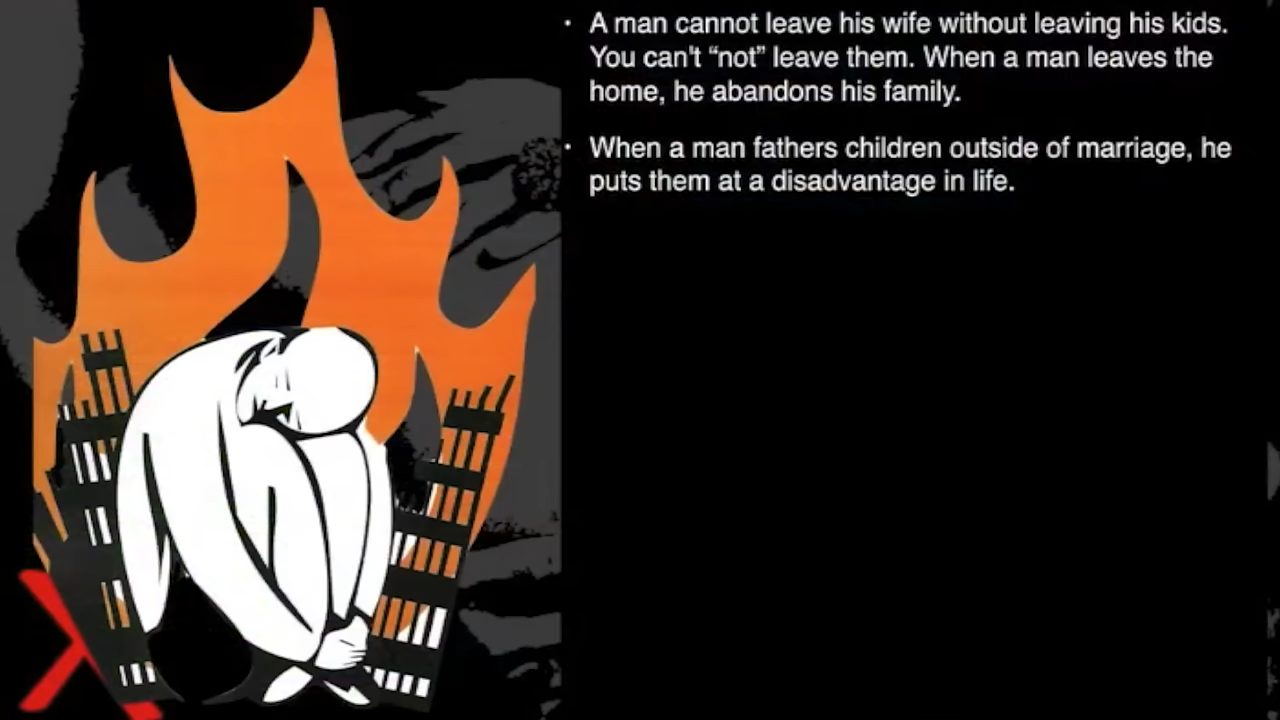 • A man cannot leave his wife without leaving his kids.
You can't “not” leave them. When a man leaves the
home, he abandons his family.
• When a man fathers children outside of marriage, he
puts them at a disadvantage in life.